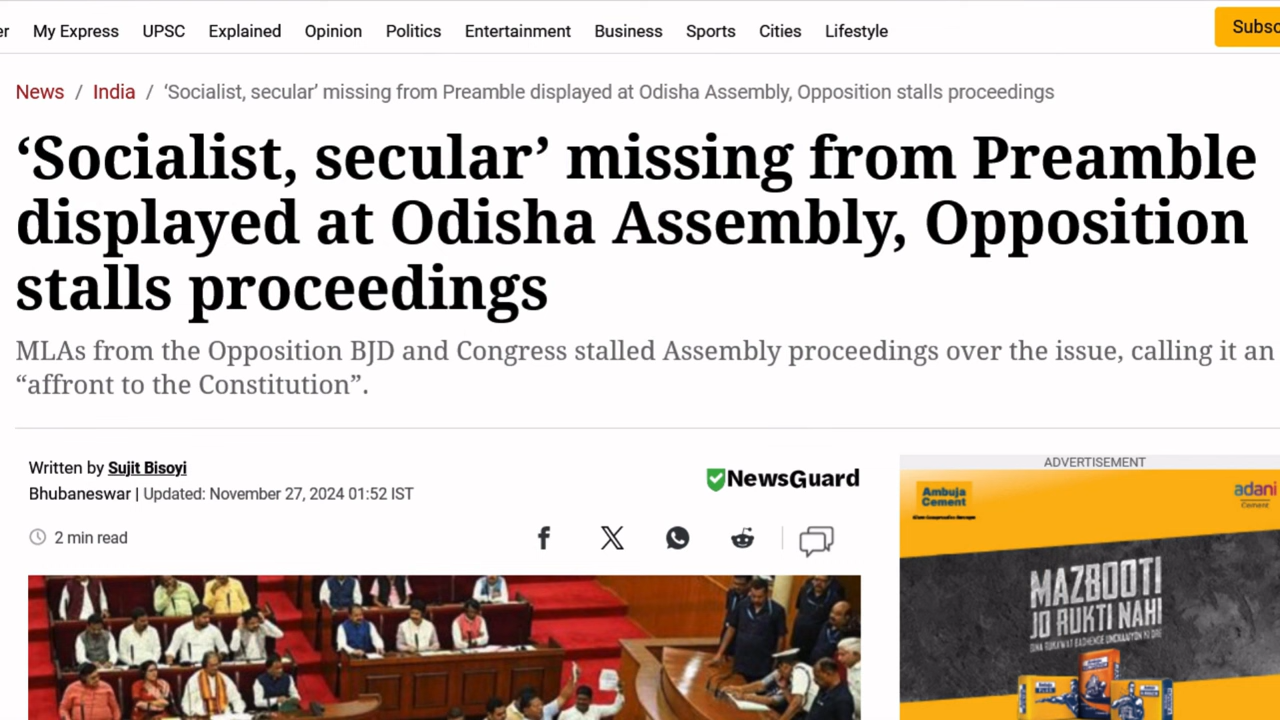 er My Express UPSC Explained Opinion Politics Entertainment Business Sports Cities Lifestyle Subsc
News / India / ‘Socialist, secular’ missing from Preamble displayed at Odisha Assembly, Opposition stalls proceedings
‘Socialist, secular’ missing from Preamble
displayed at Odisha Assembly, Opposition
stalls proceedings
MLAs from the Opposition BJD and Congress stalled Assembly proceedings over the issue, calling it an
“affront to the Constitution”.
Written by Sujit Bisoyi
Bhubaneswar | Updated: November 27, 2024 01:52 IST
NewsGuard
2 min read
ADVERTISEMENT
Ambuja
Cement
adani
Cement
MAZBOOTI
JO RUKTI NAHI